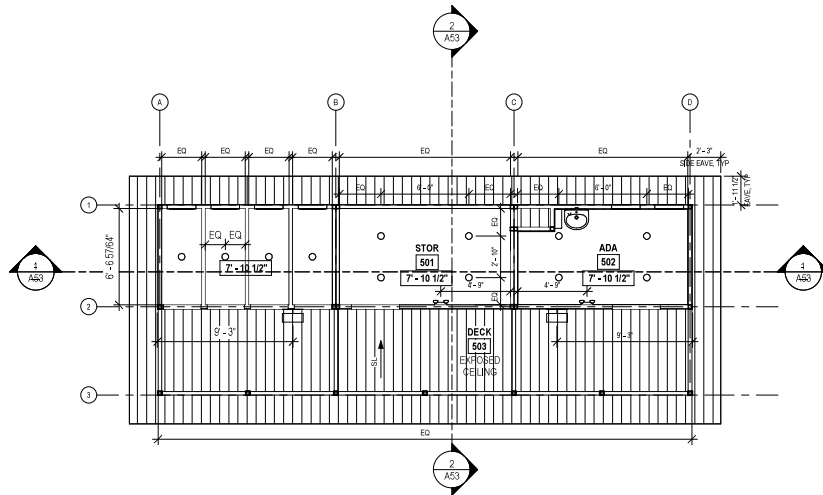 2
A53
A
B
C
D
EQ
EQ
EQ
EQ
EQ
EQ
2' - 3"
SIDE EAVE, TYP
1' - 11 1/2"
EAVE, TYP
EQ
6' - 0"
EQ
EQ
6' - 0"
EQ
1
6' - 6 57/64"
EQ
EQ
EQ
2' - 10"
EQ
STOR
501
7' - 10 1/2"
ADA
502
7' - 10 1/2"
7' - 10 1/2"
A53
A53
4' - 9"
4' - 9"
2
9' - 3"
SL
DECK
503
EXPOSED
CEILING
9' - 3"
3
EQ
2
A53